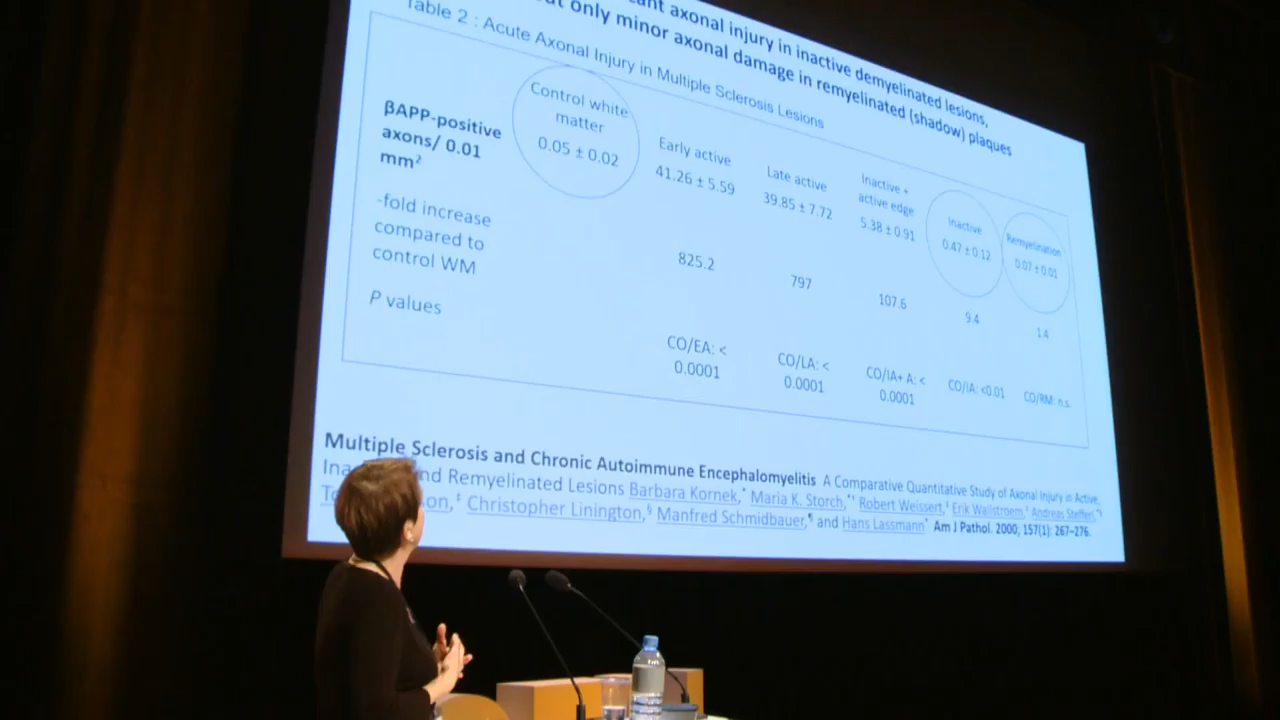 axonal injury in inactive demyelinated lesions,
only minor axonal damage in remyelinated (shadow) plaques
Table 2 : Acute Axonal Injury in Multiple Sclerosis Lesions
βAPP-positive
axons/ 0.01
mm²
Control white
matter
0.05 ± 0.02
Early active
41.26 ± 5.59
Late active
39.85 ± 7.72
Inactive +
active edge
5.38 ± 0.91
Inactive
0.47 ± 0.12
Remyelination
0.07 ± 0.01
-fold increase
compared to
control WM
825.2
797
107.6
9.4
1.4
P values
CO/EA: <
0.0001
CO/LA: <
0.0001
CO/IA+ A: <
0.0001
CO/IA: <0.01
CO/RM: n.s.
Multiple Sclerosis and Chronic Autoimmune Encephalomyelitis A Comparative Quantitative Study of Axonal Injury in Active,
and Remyelinated Lesions Barbara Kornek,* Maria K. Storch,*† Robert Weissert,‡ Erik Wallstroem,‡ Andreas Stefferl,
Christopher Linington,§ Manfred Schmidbauer,¶ and Hans Lassmann* Am J Pathol. 2000; 157(1): 267–276.